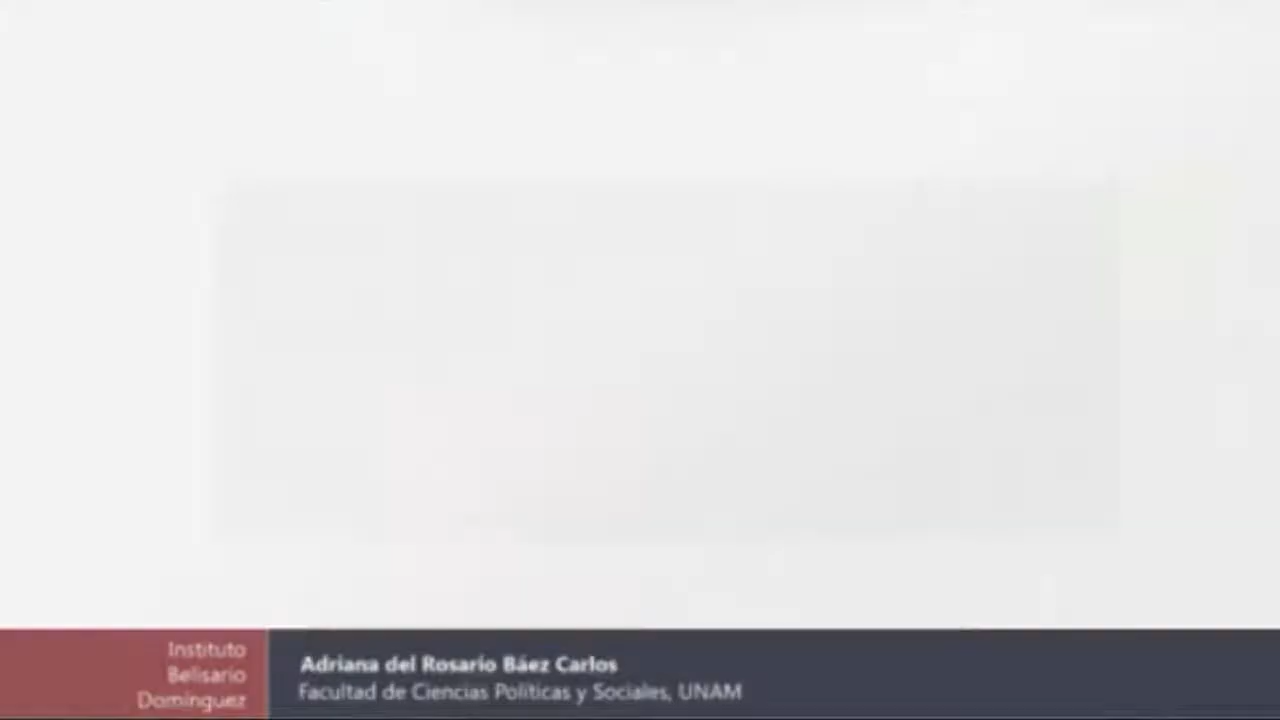 Instituto
Belisario
Domínguez
Adriana del Rosario Báez Carlos
Facultad de Ciencias Políticas y Sociales, UNAM